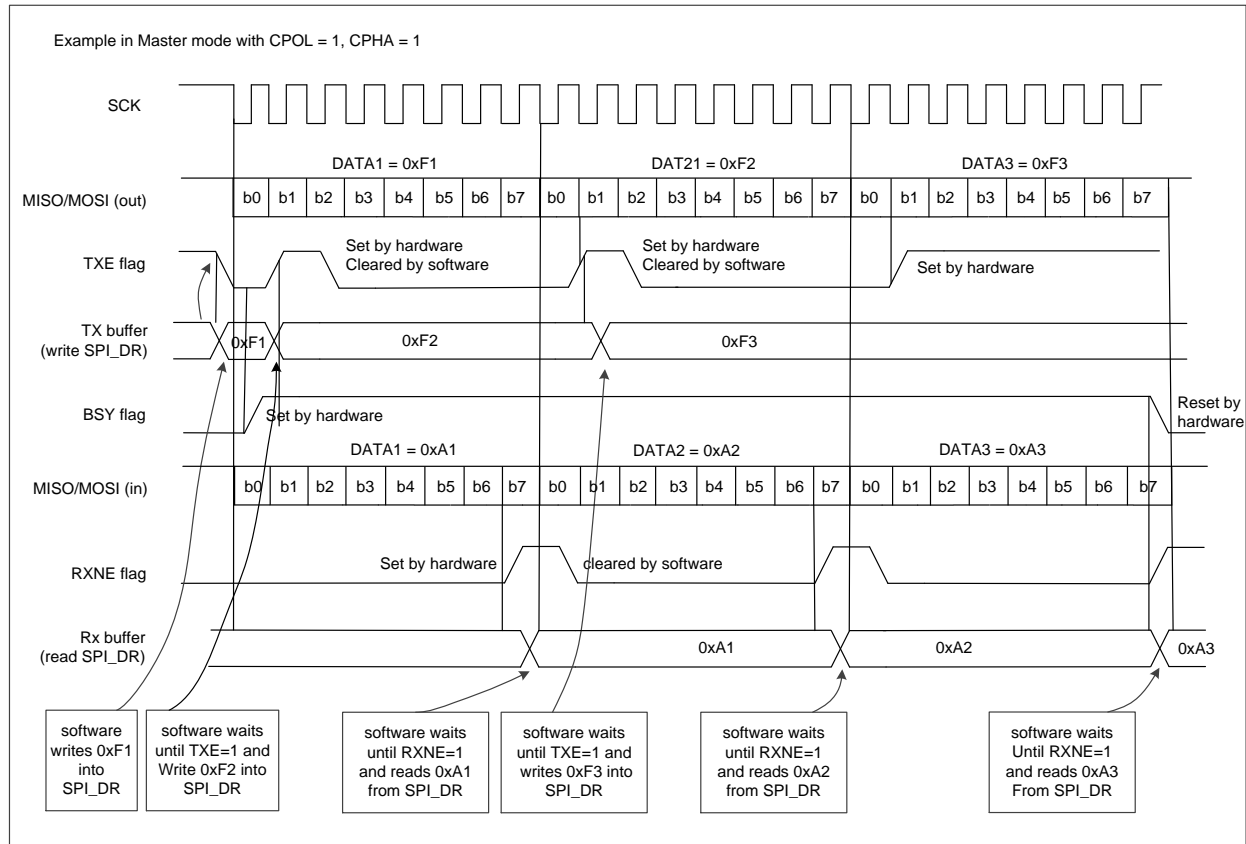 Example in Master mode with CPOL = 1, CPHA = 1
SCK
DATA1 = 0xF1 DAT21 = 0xF2 DATA3 = 0xF3
MISO/MOSI (out) b0 b1 b2 b3 b4 b5 b6 b7 b0 b1 b2 b3 b4 b5 b6 b7 b0 b1 b2 b3 b4 b5 b6 b7
TXE flag
Set by hardware
Cleared by software
Set by hardware
Cleared by software
Set by hardware
TX buffer
(write SPI_DR)
0xF1 0xF2 0xF3
BSY flag
Set by hardware
Reset by
hardware
DATA1 = 0xA1 DATA2 = 0xA2 DATA3 = 0xA3
MISO/MOSI (in) b0 b1 b2 b3 b4 b5 b6 b7 b0 b1 b2 b3 b4 b5 b6 b7 b0 b1 b2 b3 b4 b5 b6 b7
RXNE flag
Set by hardware cleared by software
Rx buffer
(read SPI_DR)
0xA1 0xA2 0xA3
software
writes 0xF1
into
SPI_DR
software waits
until TXE=1 and
Write 0xF2 into
SPI_DR
software waits
until RXNE=1
and reads 0xA1
from SPI_DR
software waits
until TXE=1 and
writes 0xF3 into
SPI_DR
software waits
until RXNE=1
and reads 0xA2
from SPI_DR
software waits
Until RXNE=1
and reads 0xA3
From SPI_DR